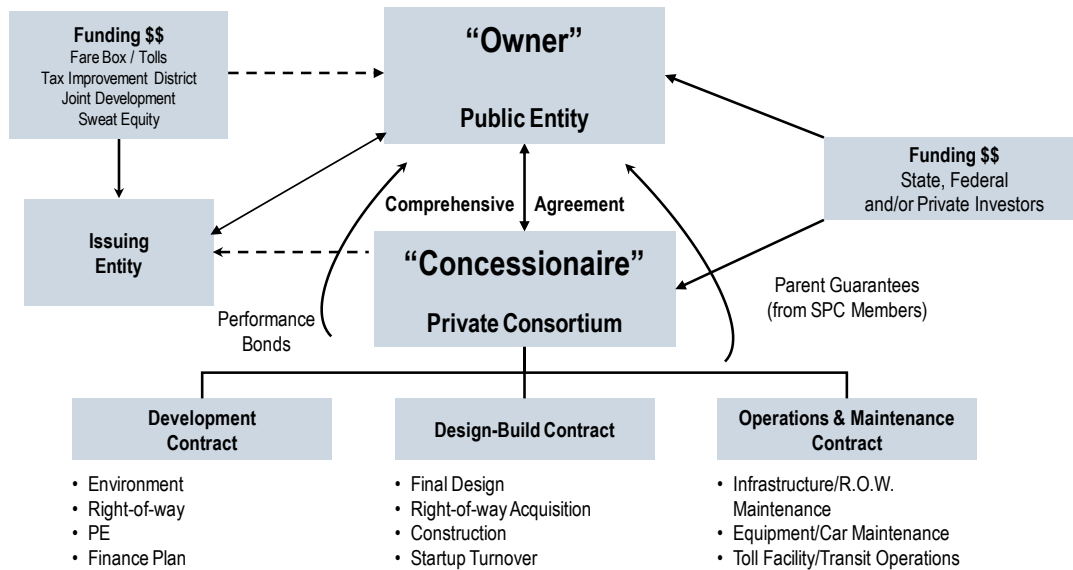 Funding $$
Fare Box / Tolls
Tax Improvement District
Joint Development
Sweat Equity
“Owner”
Public Entity
Funding $$
State, Federal
and/or Private Investors
Issuing
Entity
Comprehensive Agreement
“Concessionaire”
Private Consortium
Performance
Bonds
Parent Guarantees
(from SPC Members)
Development
Contract
• Environment
• Right-of-way
• PE
• Finance Plan
Design-Build Contract
• Final Design
• Right-of-way Acquisition
• Construction
• Startup Turnover
Operations & Maintenance
Contract
• Infrastructure/R.O.W.
Maintenance
• Equipment/Car Maintenance
• Toll Facility/Transit Operations